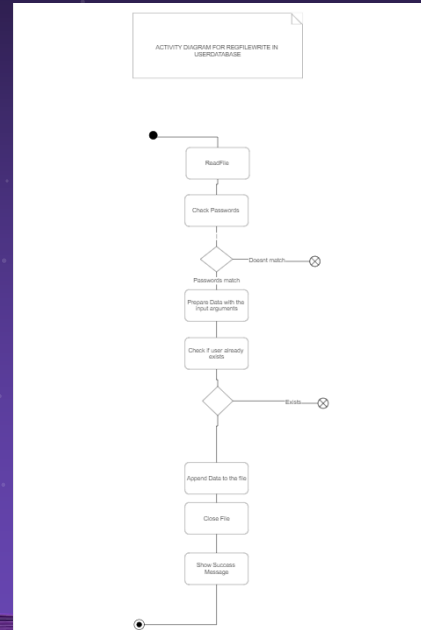 ACTIVITY DIAGRAM FOR REGFILEWRITE IN
USERDATABASE
ReadFile
Check Passwords
Doesnt match
Passwords match
Prepare Data with the
input arguments
Check if user already
exists
Exists
Append Data to the file
Close File
Show Success
Message